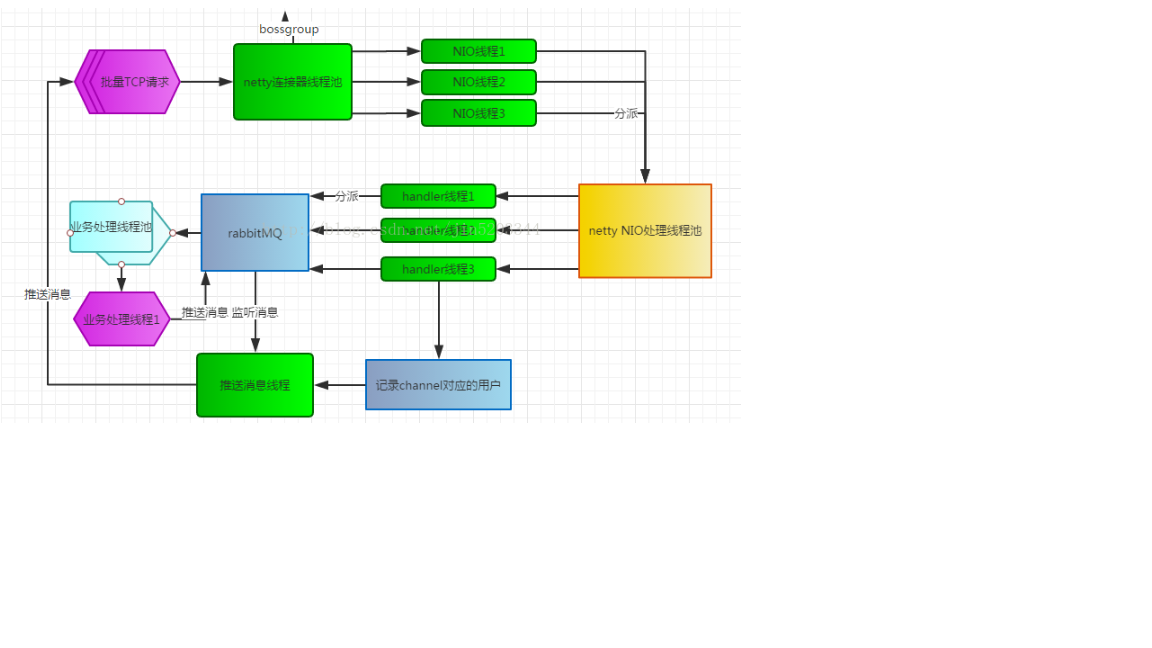 bossgroup
批量TCP请求
netty连接器线程池
NIO线程1
NIO线程2
NIO线程3
分派
业务处理线程池
rabbitMQ
分派
handler线程1
handler线程2
handler线程3
netty NIO处理线程池
推送消息
业务处理线程1
推送消息
监听消息
推送消息线程
记录channel对应的用户